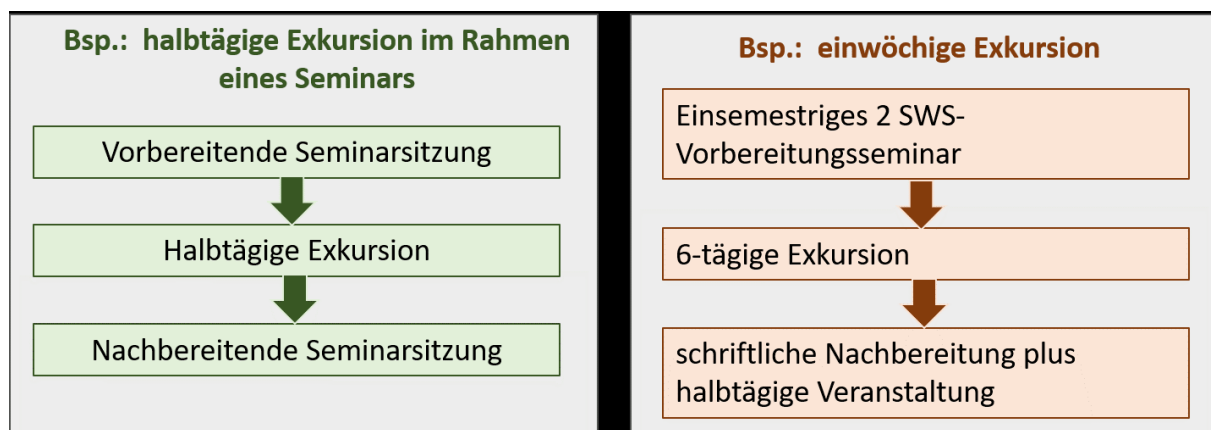 Bsp.: halbtägige Exkursion im Rahmen
eines Seminars
Vorbereitende Seminarsitzung
Halbtägige Exkursion
Nachbereitende Seminarsitzung
Bsp.: einwöchige Exkursion
Einsemestriges 2 SWS-
Vorbereitungsseminar
6-tägige Exkursion
schriftliche Nachbereitung plus
halbtägige Veranstaltung